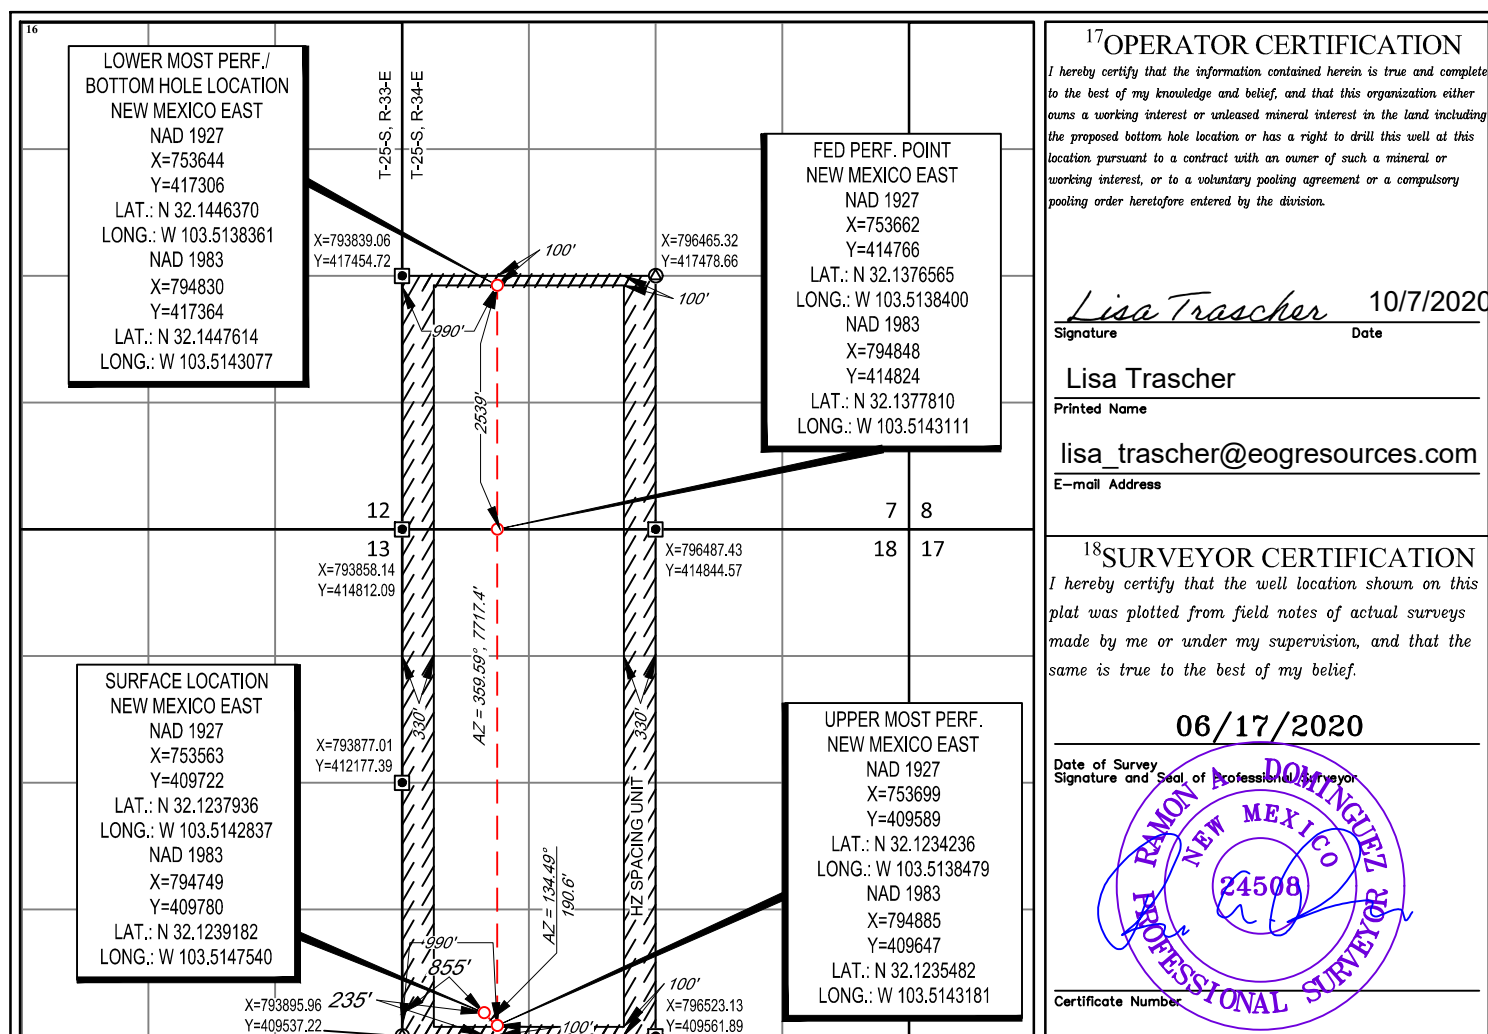 16
LOWER MOST PERF./
BOTTOM HOLE LOCATION
NEW MEXICO EAST
NAD 1927
X=753644
Y=417306
LAT.: N 32.1446370
LONG.: W 103.5138361
NAD 1983
X=794830
Y=417364
LAT.: N 32.1447614
LONG.: W 103.5143077
T-25-S, R-33-E
T-25-S, R-34-E
FED PERF. POINT
NEW MEXICO EAST
NAD 1927
X=753662
Y=414766
LAT.: N 32.1376565
LONG.: W 103.5138400
NAD 1983
X=794848
Y=414824
LAT.: N 32.1377810
LONG.: W 103.5143111
X=793839.06
Y=417454.72
100'
X=796465.32
Y=417478.66
100'
990'
2539'
12
13
7
8
18
17
X=793858.14
Y=414812.09
X=796487.43
Y=414844.57
AZ = 359.59°, 7717.4'
330'
330'
SURFACE LOCATION
NEW MEXICO EAST
NAD 1927
X=753563
Y=409722
LAT.: N 32.1237936
LONG.: W 103.5142837
NAD 1983
X=794749
Y=409780
LAT.: N 32.1239182
LONG.: W 103.5147540
X=793877.01
Y=412177.39
HZ SPACING UNIT
UPPER MOST PERF.
NEW MEXICO EAST
NAD 1927
X=753699
Y=409589
LAT.: N 32.1234236
LONG.: W 103.5138479
NAD 1983
X=794885
Y=409647
LAT.: N 32.1235482
LONG.: W 103.5143181
AZ = 134.49°
190.6'
990'
855'
235'
X=793895.96
Y=409537.22
100'
100'
X=796523.13
Y=409561.89
17OPERATOR CERTIFICATION
I hereby certify that the information contained herein is true and complete
to the best of my knowledge and belief, and that this organization either
owns a working interest or unleased mineral interest in the land including
the proposed bottom hole location or has a right to drill this well at this
location pursuant to a contract with an owner of such a mineral or
working interest, or to a voluntary pooling agreement or a compulsory
pooling order heretofore entered by the division.
Lisa Trascher 10/7/2020
Signature Date
Lisa Trascher
Printed Name
lisa_trascher@eogresources.com
E-mail Address
18SURVEYOR CERTIFICATION
I hereby certify that the well location shown on this
plat was plotted from field notes of actual surveys
made by me or under my supervision, and that the
same is true to the best of my belief.
06/17/2020
Date of Survey
Signature and Seal of Professional Surveyor
RAMON A. DOMINGUEZ
NEW MEXICO
24508
PROFESSIONAL SURVEYOR
Certificate Number